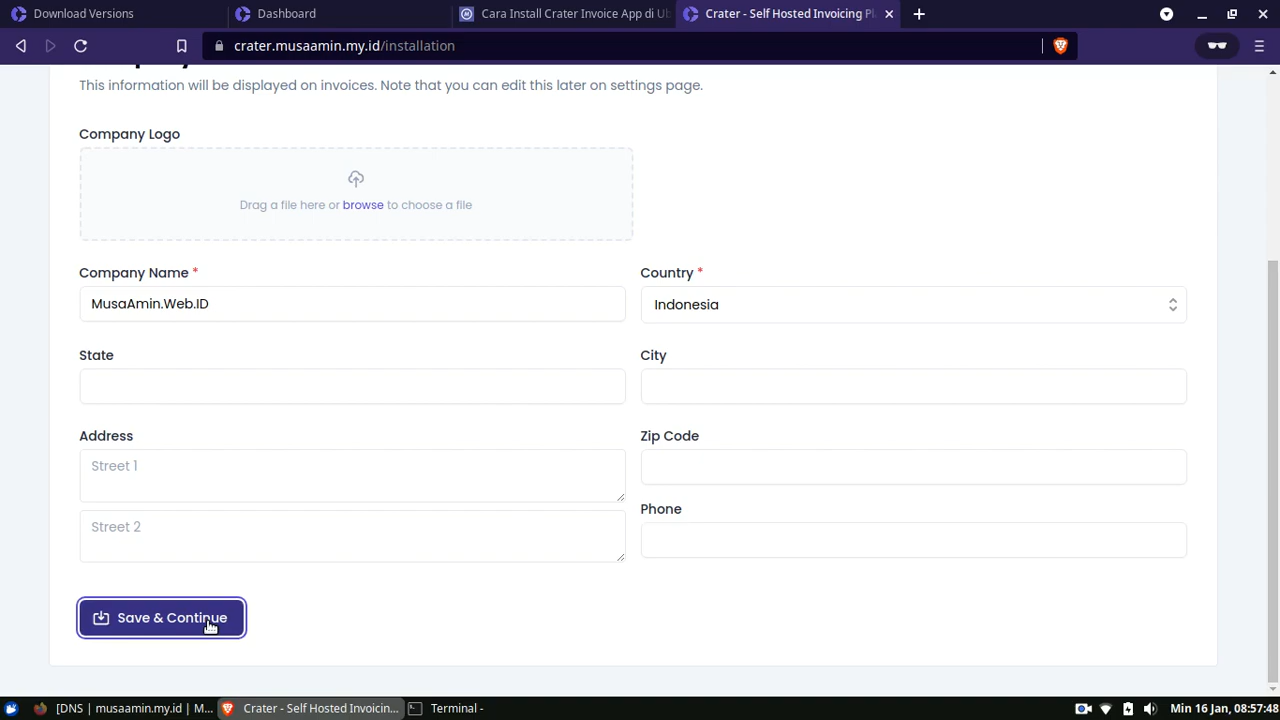 Download Versions
Dashboard
Cara Install Crater Invoice App di Ub
Crater - Self Hosted Invoicing Pl
crater.musaamin.my.id/installation
This information will be displayed on invoices. Note that you can edit this later on settings page.
Company Logo
Drag a file here or browse to choose a file
Company Name *
Country *
MusaAmin.Web.ID
Indonesia
State
City
Address
Zip Code
Street 1
Phone
Street 2
Save & Continue
[DNS | musaamin.my.id | M...
Crater - Self Hosted Invoicin...
Terminal -
Min 16 Jan, 08:57:48